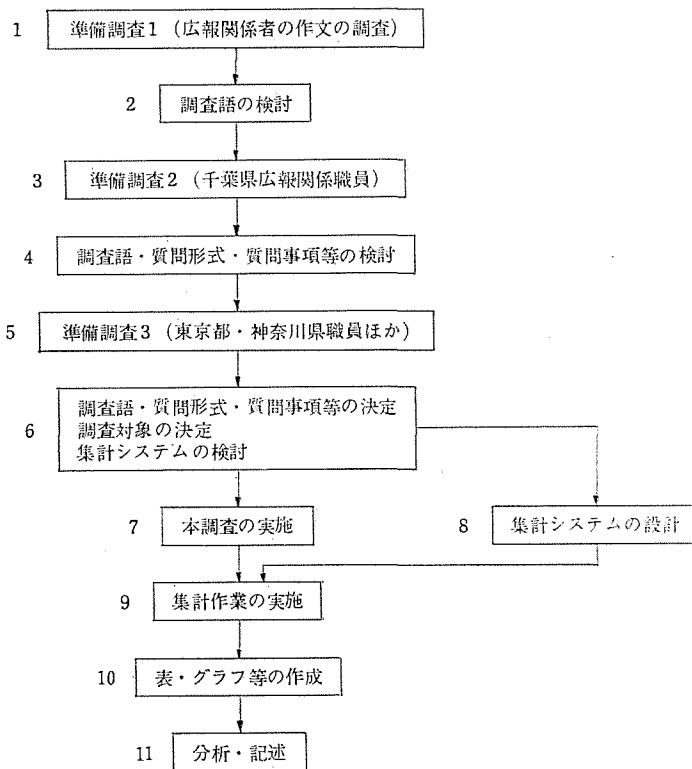 1 準備調査1（広報関係者の作文の調査）
2 調査語の検討
3 準備調査2（千葉県広報関係職員）
4 調査語・質問形式・質問事項等の検討
5 準備調査3（東京都・神奈川県職員ほか）
6 調査語・質問形式・質問事項等の決定
調査対象の決定
集計システムの検討
7 本調査の実施
8 集計システムの設計
9 集計作業の実施
10 表・グラフ等の作成
11 分析・記述